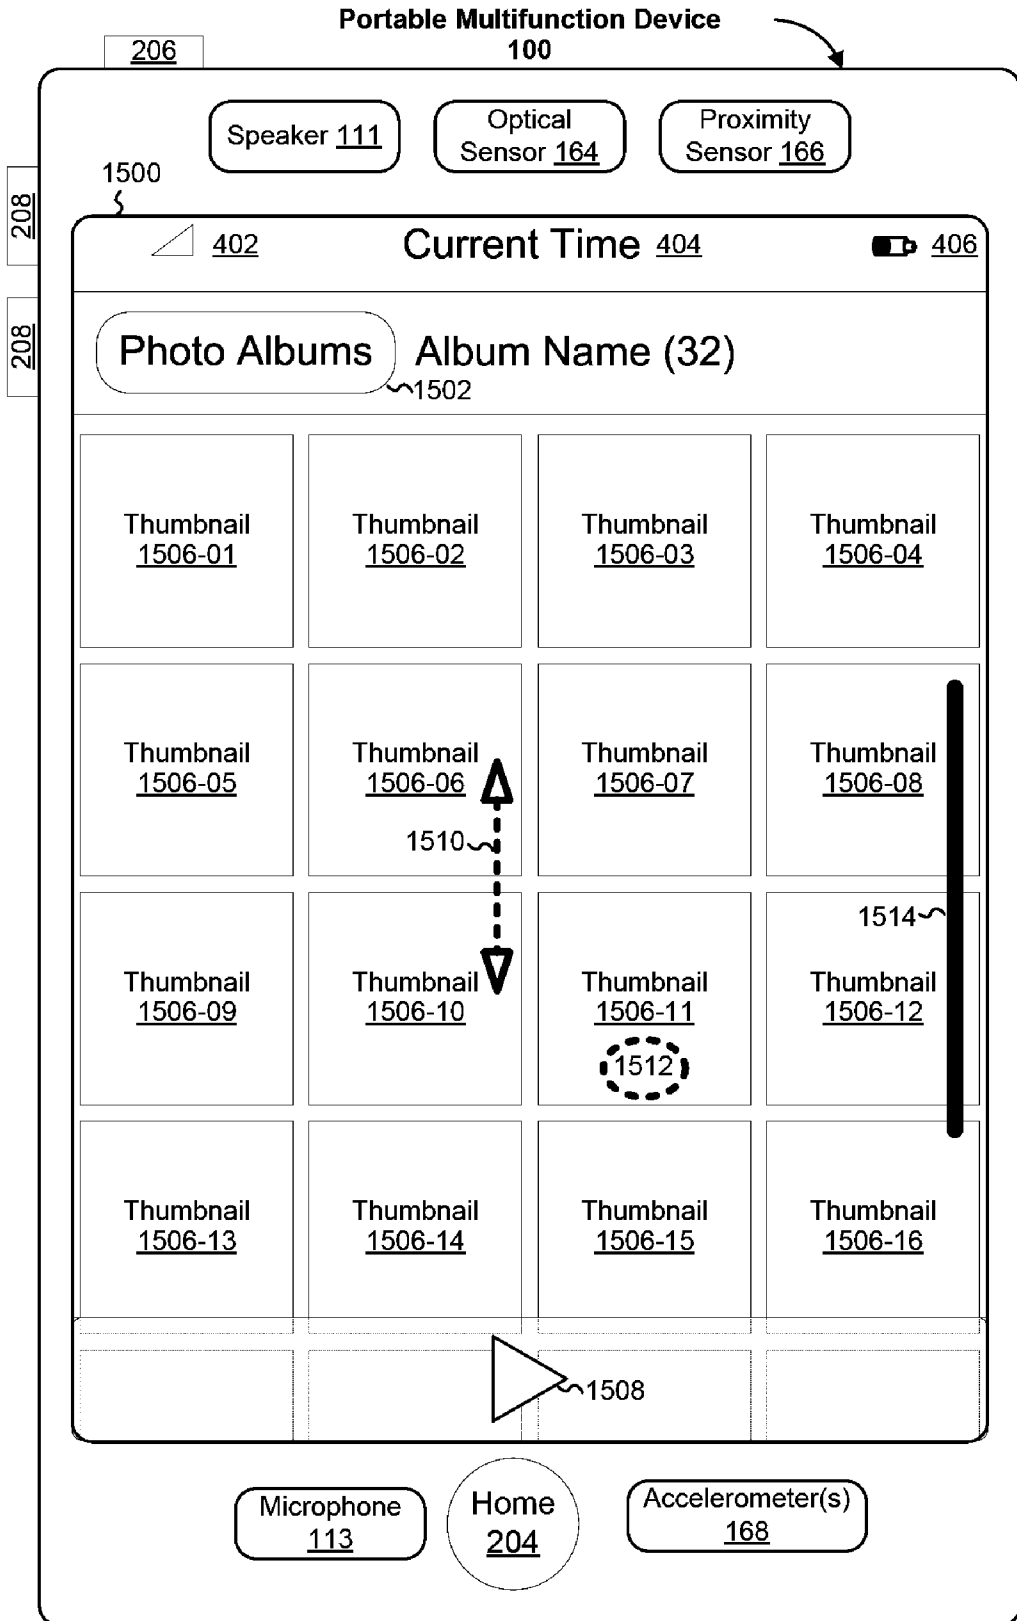 Portable Multifunction Device
100
206
Speaker 111
Optical
Sensor 164
Proximity
Sensor 166
1500
208
208
402
Current Time 404
406
Photo Albums
Album Name (32)
1502
Thumbnail
1506-01
Thumbnail
1506-02
Thumbnail
1506-03
Thumbnail
1506-04
Thumbnail
1506-05
Thumbnail
1506-06
Thumbnail
1506-07
Thumbnail
1506-08
1510
1514
Thumbnail
1506-09
Thumbnail
1506-10
Thumbnail
1506-11
1512
Thumbnail
1506-12
Thumbnail
1506-13
Thumbnail
1506-14
Thumbnail
1506-15
Thumbnail
1506-16
1508
Microphone
113
Home
204
Accelerometer(s)
168